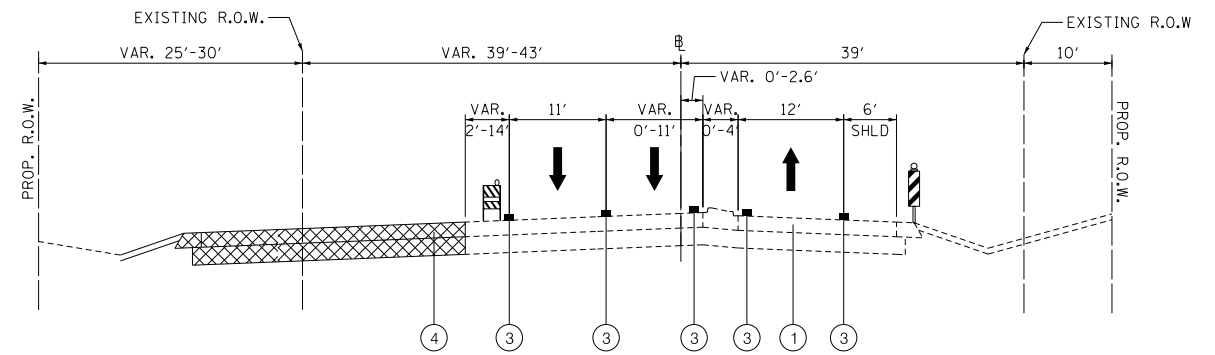 EXISTING R.O.W.
EXISTING R.O.W
VAR. 25'-30'
VAR. 39'-43'
℄
39'
10'
VAR. 0'-2.6'
VAR.
2'-14'
11'
VAR.
0'-11'
VAR.
0'-4'
12'
6'
SHLD
PROP. R.O.W.
PROP. R.O.W.
4
3
3
3
3
1
3